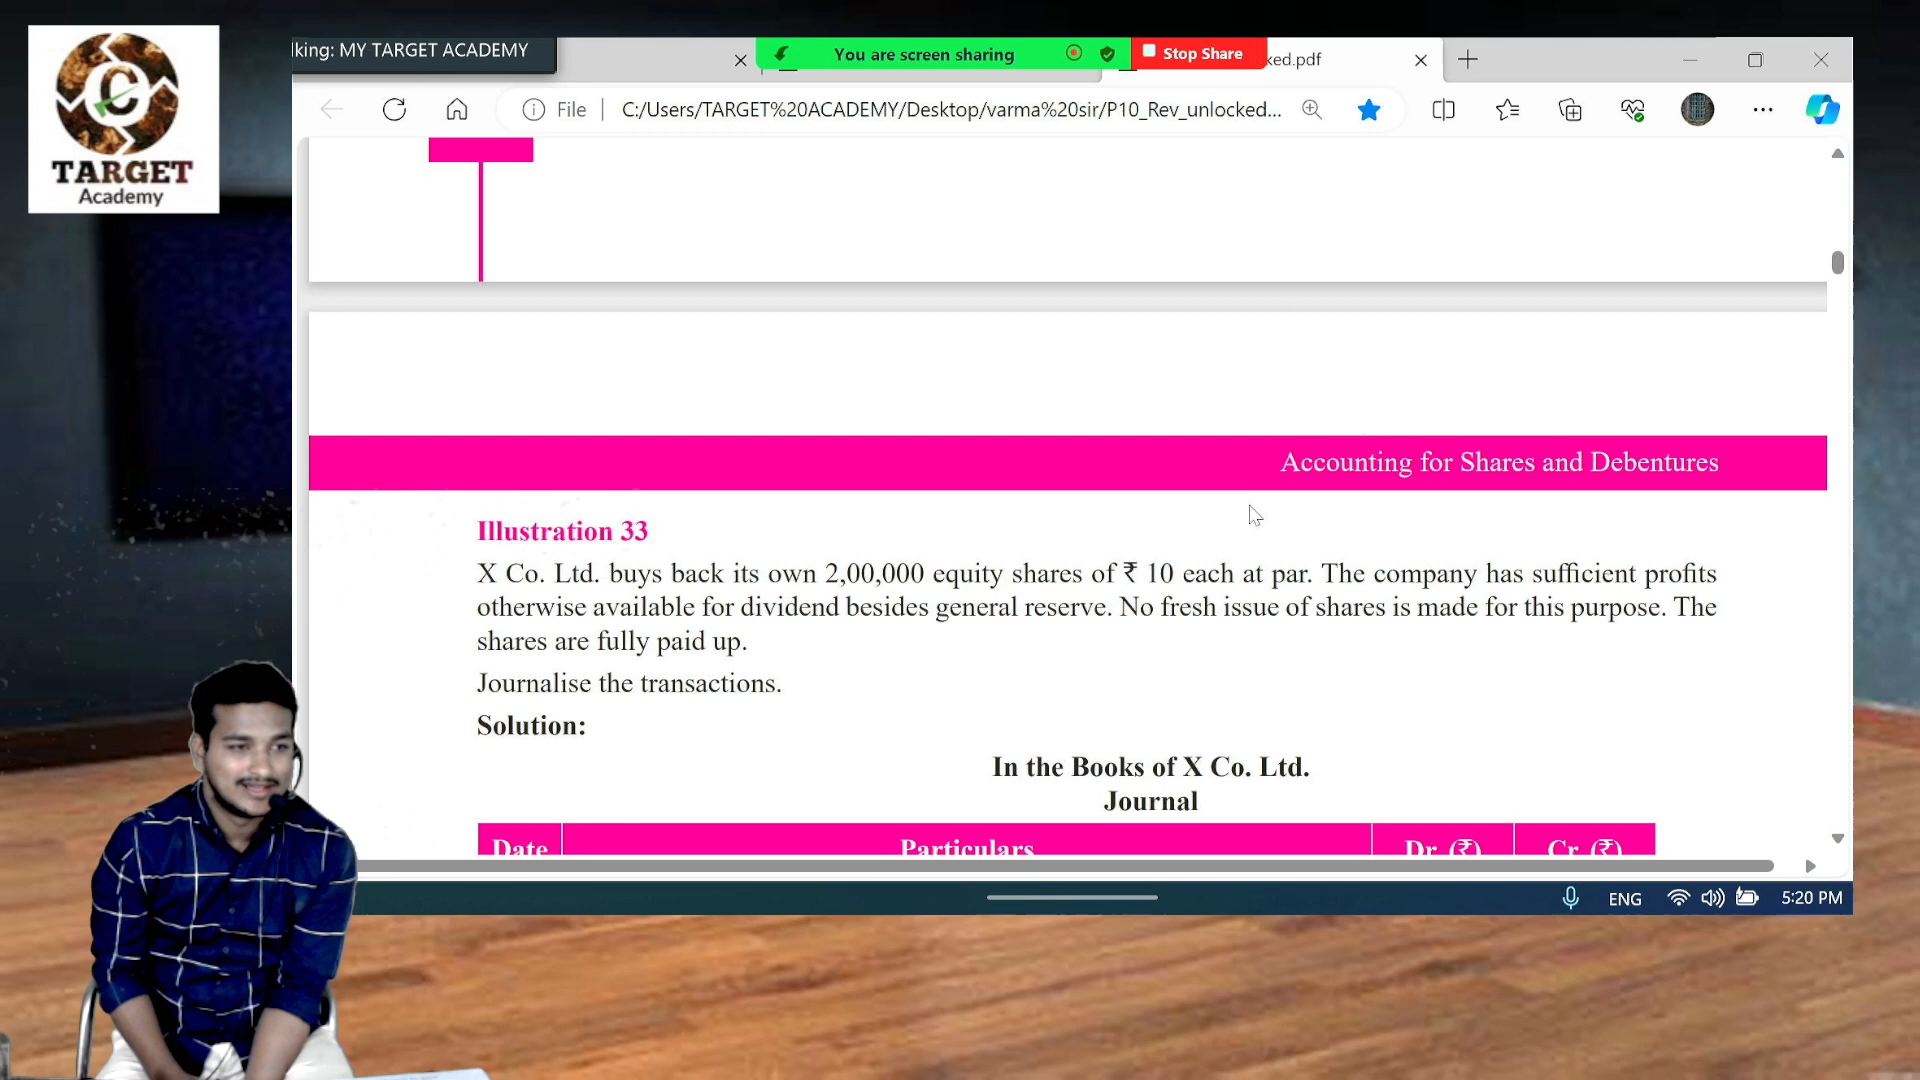 TARGET
Academy
lking: MY TARGET ACADEMY
You are screen sharing
Stop Share
ked.pdf
File
C:/Users/TARGET%20ACADEMY/Desktop/varma%20sir/P10_Rev_unlocked...
Accounting for Shares and Debentures
Illustration 33
X Co. Ltd. buys back its own 2,00,000 equity shares of ₹ 10 each at par. The company has sufficient profits
otherwise available for dividend besides general reserve. No fresh issue of shares is made for this purpose. The
shares are fully paid up.
Journalise the transactions.
Solution:
In the Books of X Co. Ltd.
Journal
Date Particulars Dr. (₹) Cr. (₹)
ENG
5:20 PM